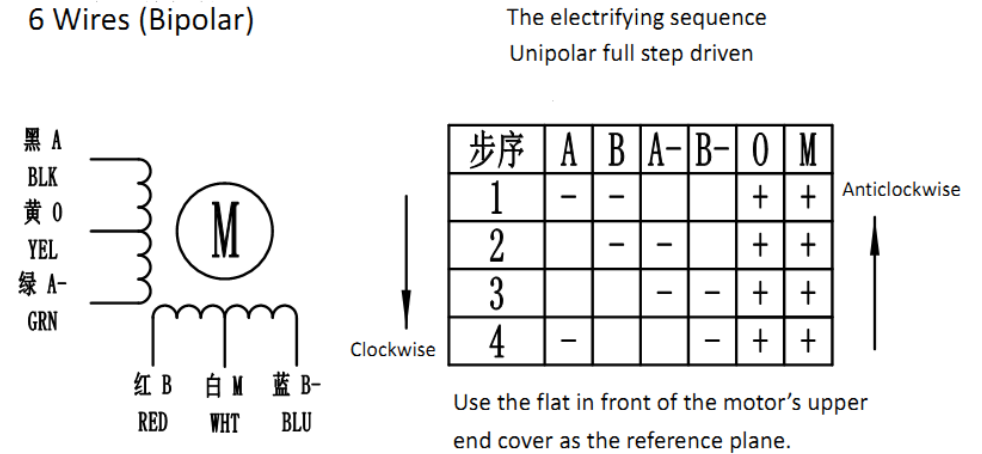 6 Wires (Bipolar)
The electrifying sequence
Unipolar full step driven
黑 A
BLK
黄 O
YEL
绿 A-
GRN
M
红 B
RED
白 M
WHT
蓝 B-
BLU
Clockwise
步序 A B A- B- O M
1 - - + +
2 - - + +
3 - - + +
4 - - + +
Anticlockwise
Use the flat in front of the motor's upper
end cover as the reference plane.